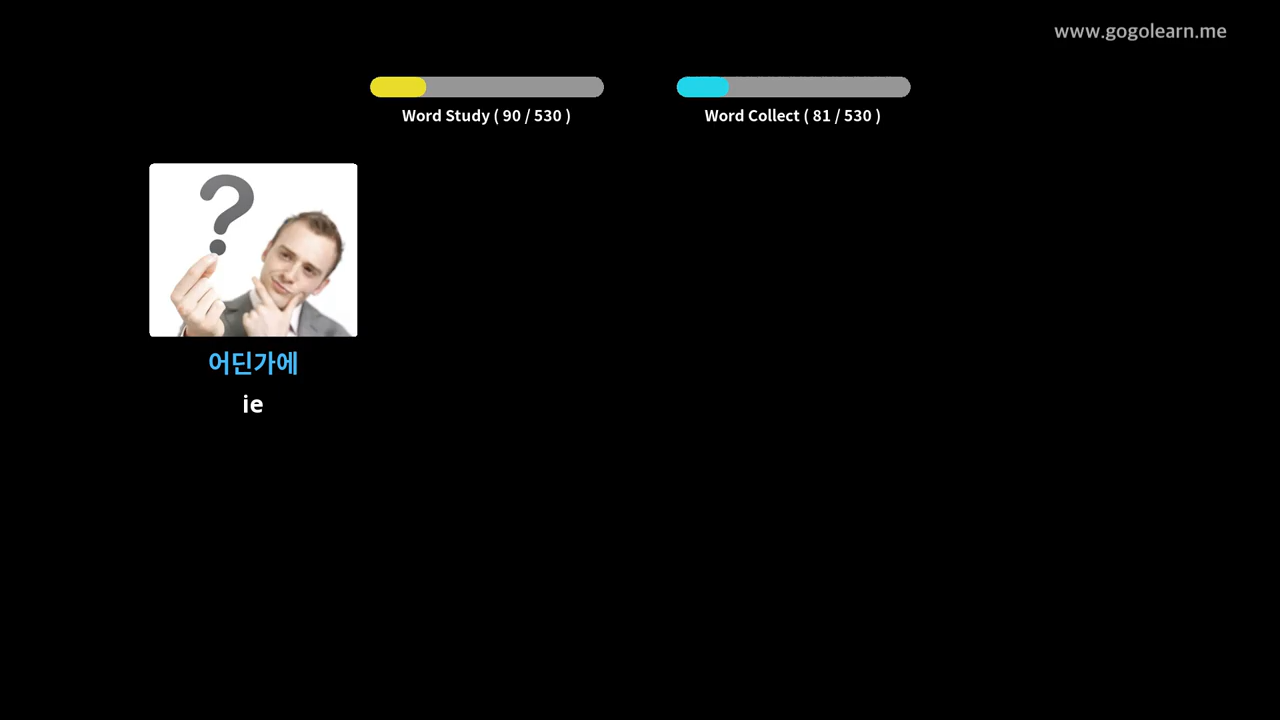 www.gogolearn.me
Word Study ( 90 / 530 )
Word Collect ( 81 / 530 )
?
어딘가에
ie